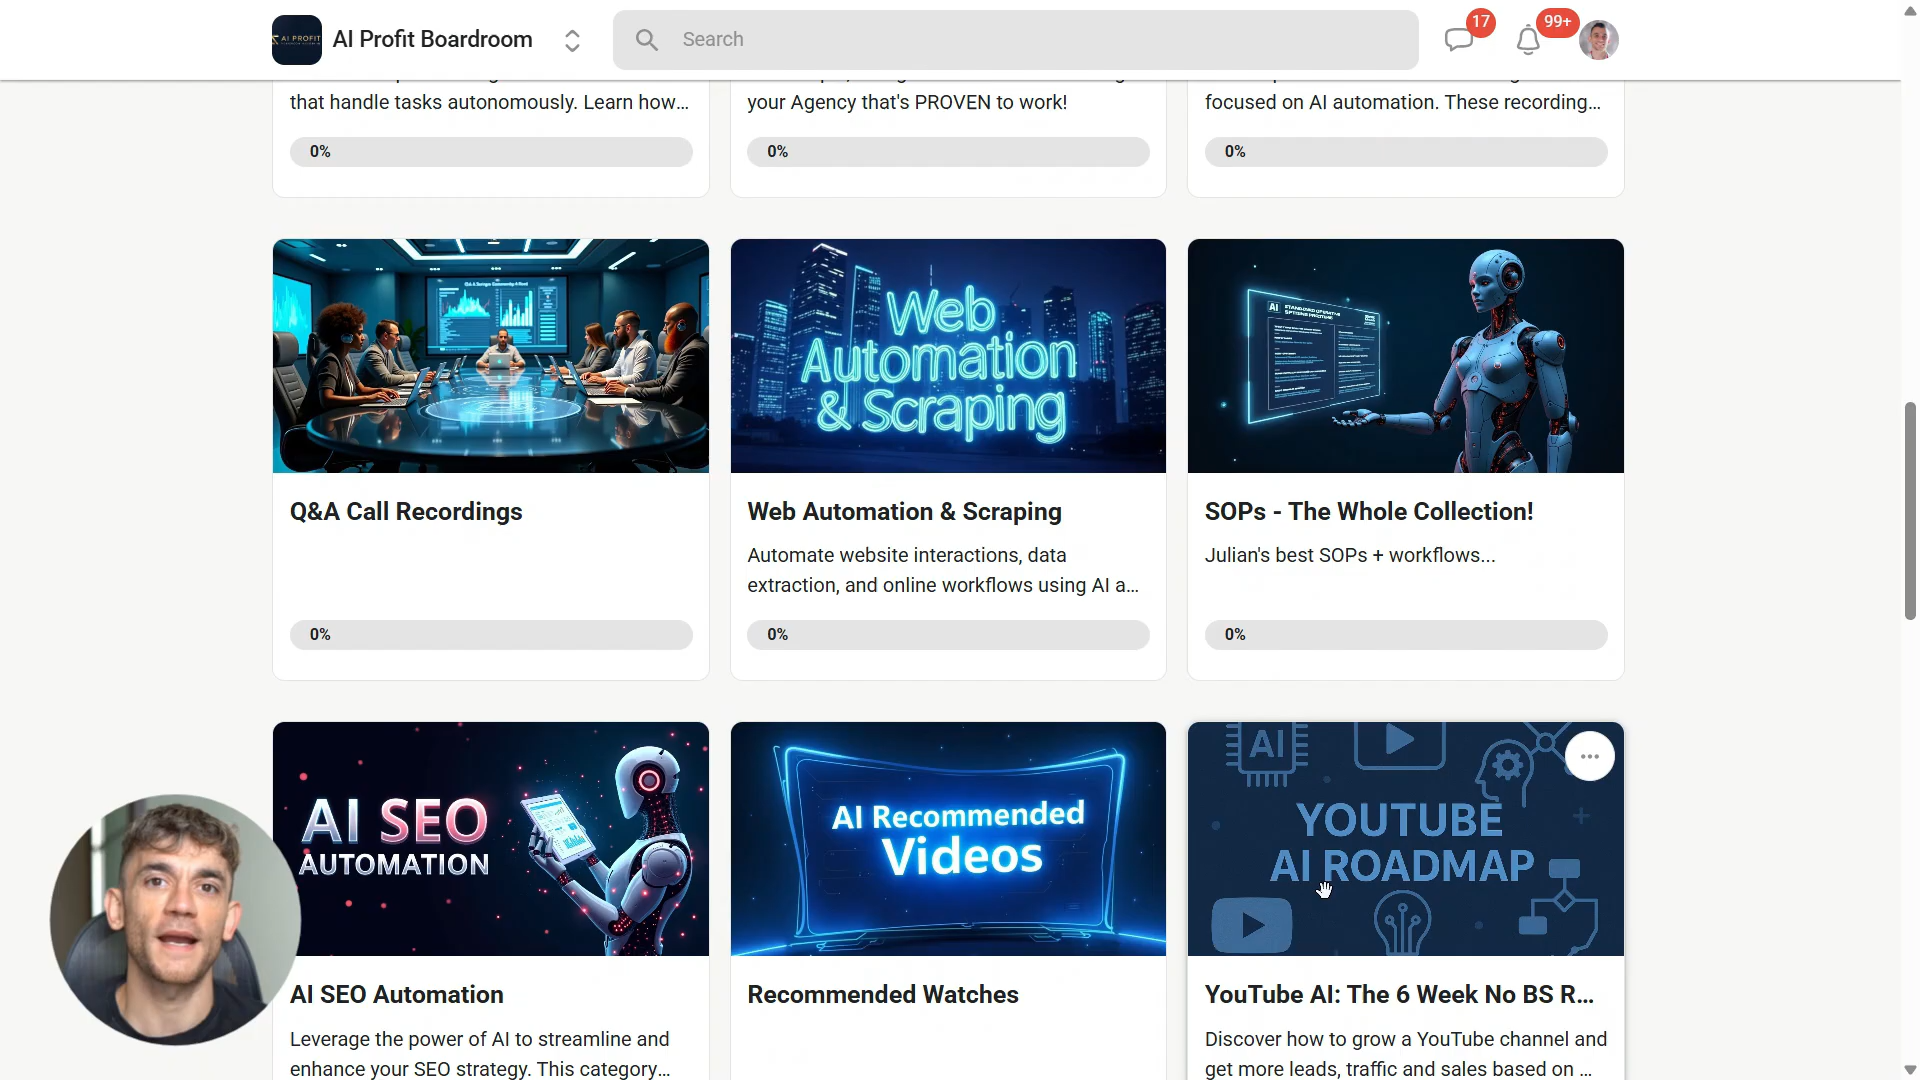 AI PROFIT
AI Profit Boardroom
Search
17
99+
that handle tasks autonomously. Learn how...
0%
your Agency that's PROVEN to work!
0%
focused on AI automation. These recording...
0%
Q&A Call Recordings
0%
Web
Automation
& Scraping
Web Automation & Scraping
Automate website interactions, data
extraction, and online workflows using AI a...
0%
AI
SOPs - The Whole Collection!
Julian's best SOPs + workflows...
0%
AI SEO
AUTOMATION
AI SEO Automation
Leverage the power of AI to streamline and
enhance your SEO strategy. This category...
AI Recommended
Videos
Recommended Watches
AI
YOUTUBE
AI ROADMAP
YouTube AI: The 6 Week No BS R...
Discover how to grow a YouTube channel and
get more leads, traffic and sales based on ...